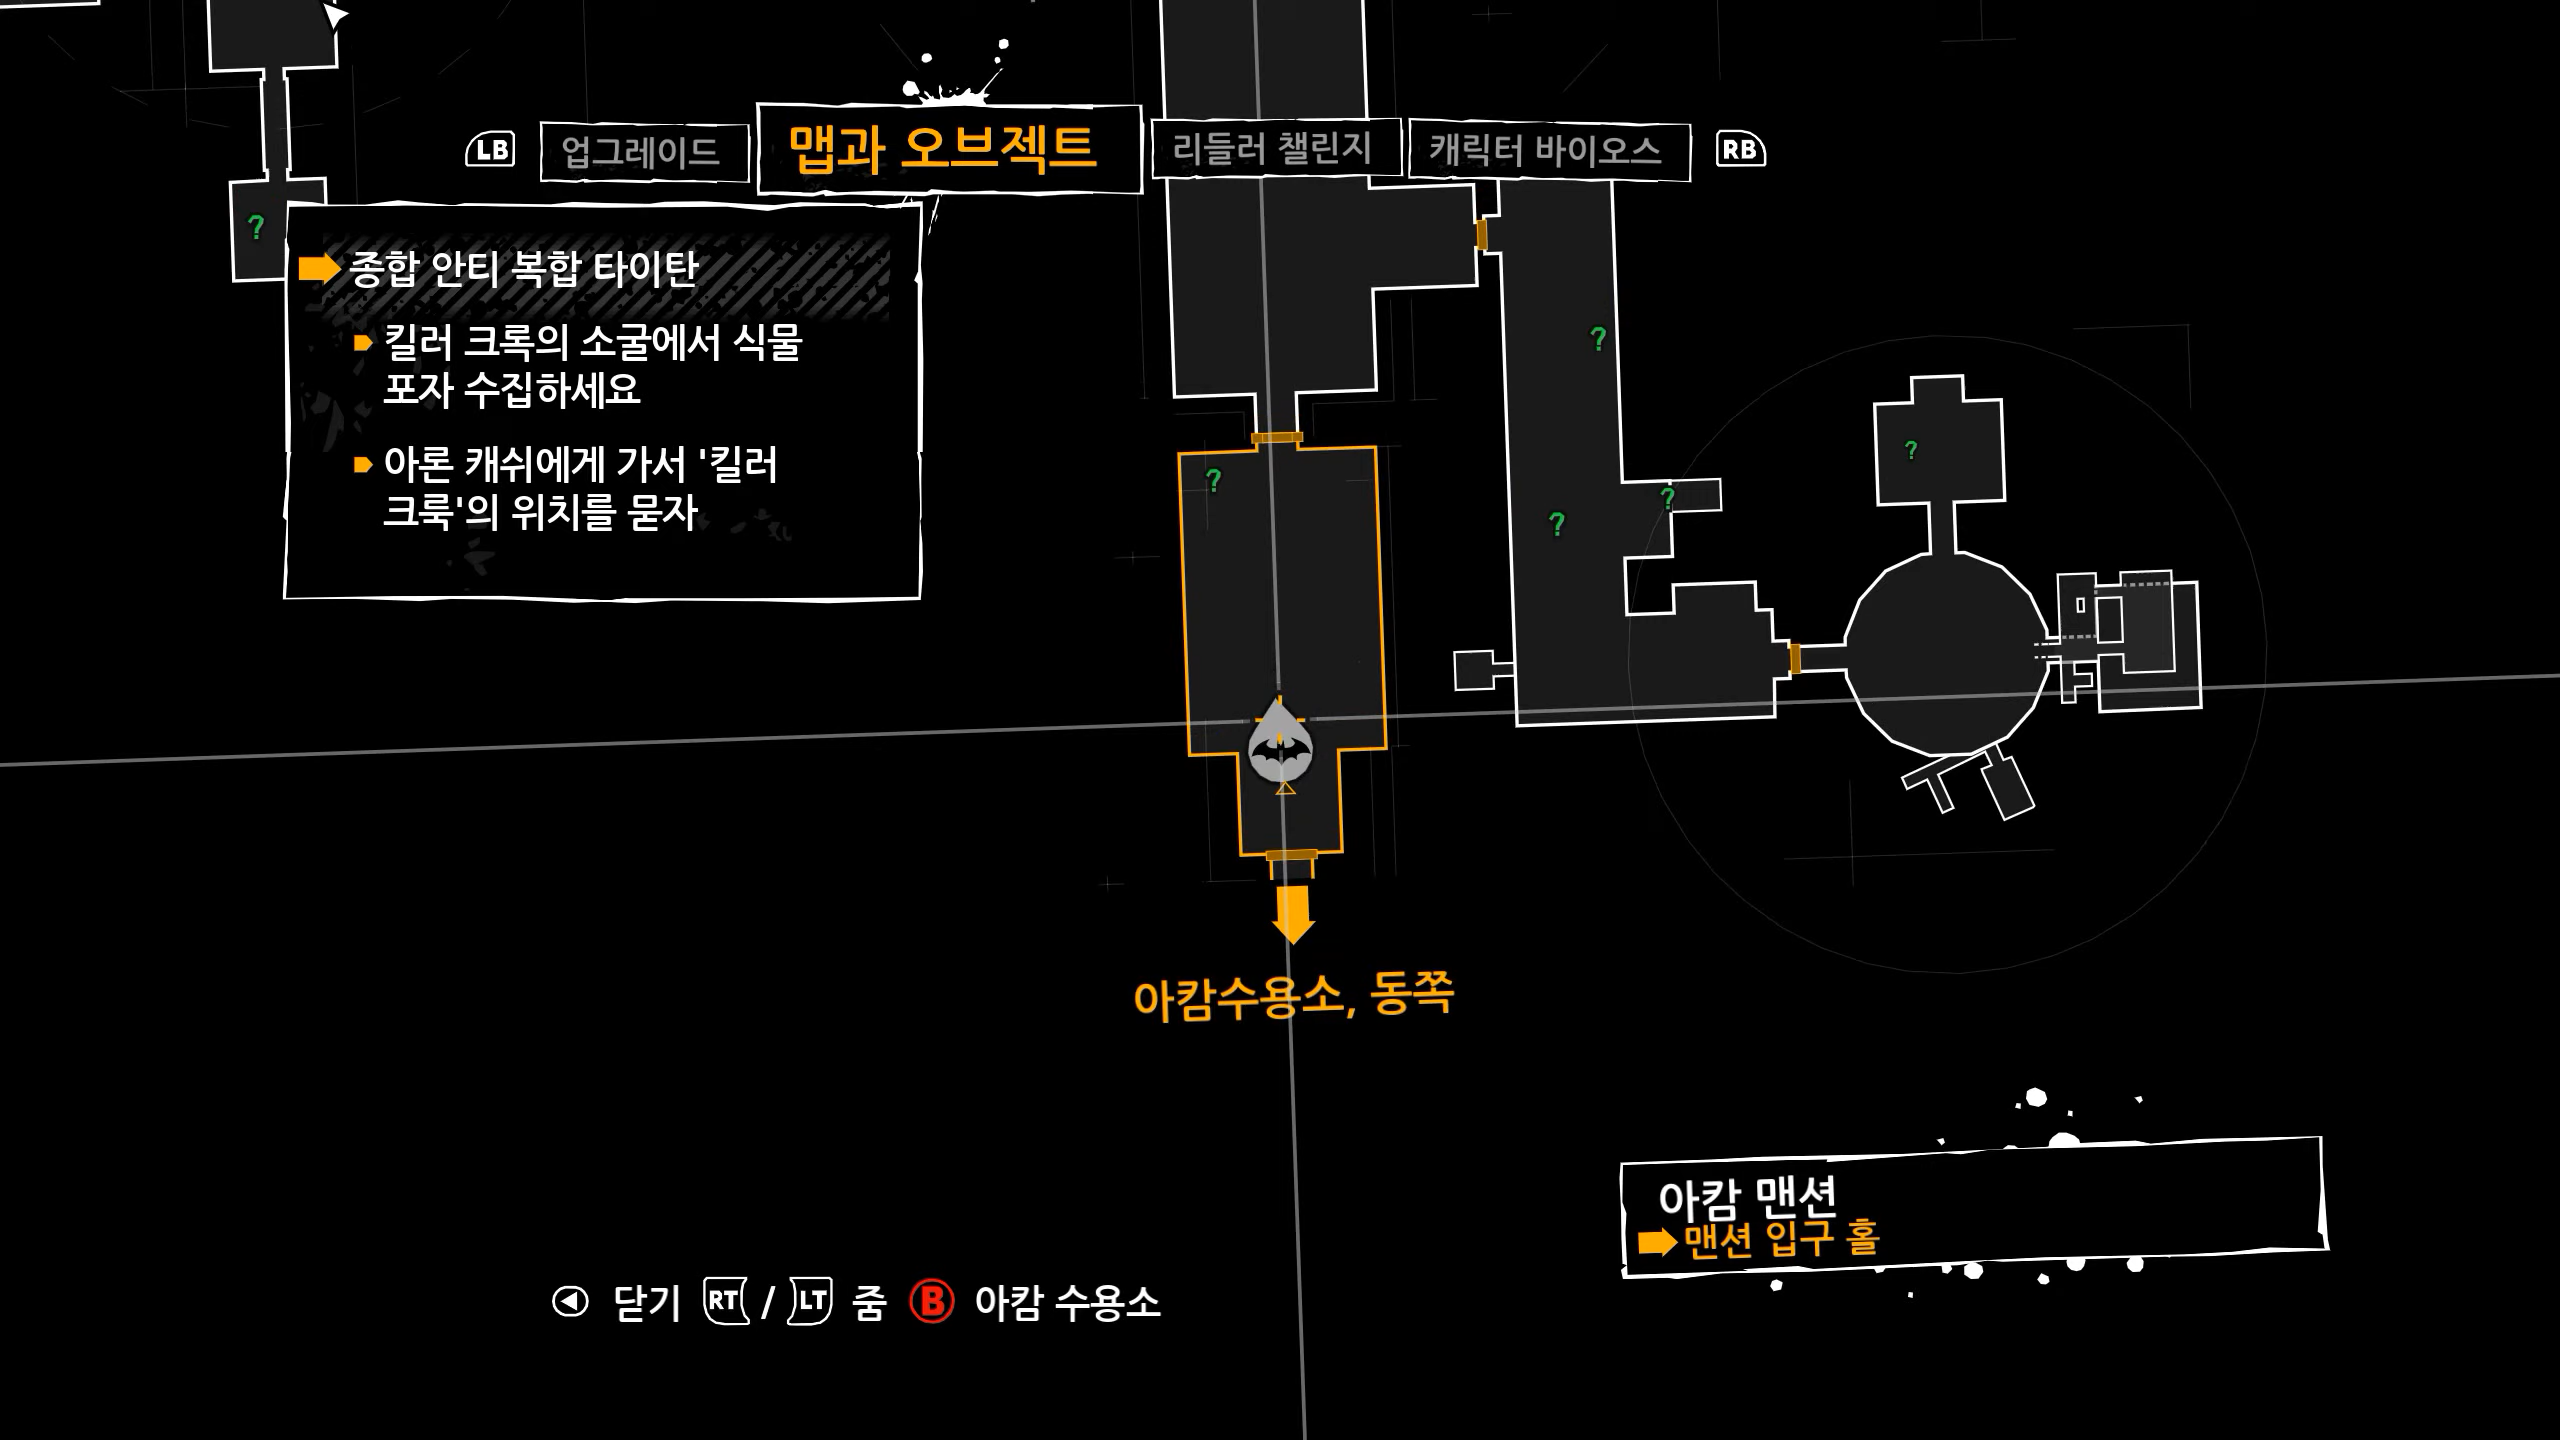 LB 업그레이드 맵과 오브젝트 리들러 챌린지 캐릭터 바이오스 RB
종합 안티 복합 타이탄
킬러 크록의 소굴에서 식물
포자 수집하세요
아론 캐쉬에게 가서 '킬러
크룩'의 위치를 묻자
?
?
?
?
?
?
?
아캄수용소, 동쪽
아캄 맨션
맨션 입구 홀
닫기 RT / LT 줌 B 아캄 수용소